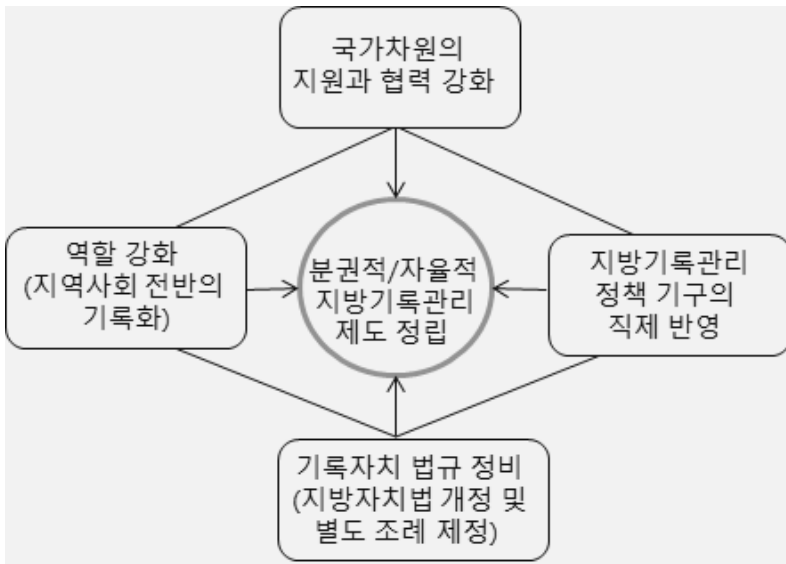 국가차원의
지원과 협력 강화
역할 강화
(지역사회 전반의
기록화)
분권적/자율적
지방기록관리
제도 정립
지방기록관리
정책 기구의
직제 반영
기록자치 법규 정비
(지방자치법 개정 및
별도 조례 제정)